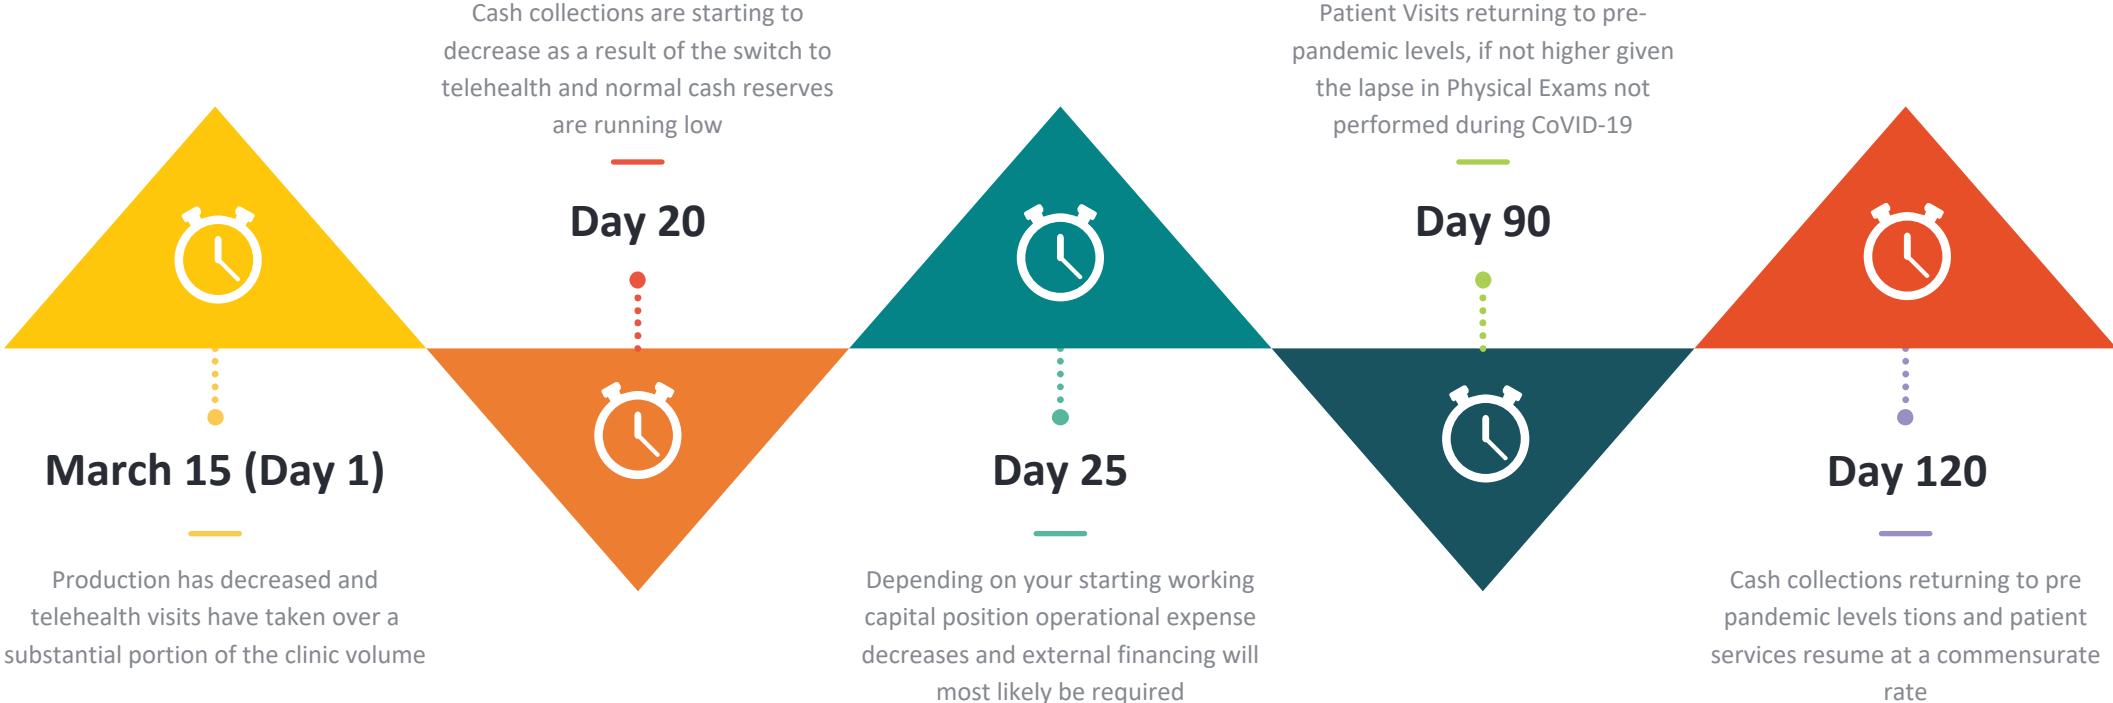 March 15 (Day 1)
Production has decreased and
telehealth visits have taken over a
substantial portion of the clinic volume
Cash collections are starting to
decrease as a result of the switch to
telehealth and normal cash reserves
are running low
Day 20
Day 25
Depending on your starting working
capital position operational expense
decreases and external financing will
most likely be required
Patient Visits returning to pre-
pandemic levels, if not higher given
the lapse in Physical Exams not
performed during CoVID-19
Day 90
Day 120
Cash collections returning to pre
pandemic levels tions and patient
services resume at a commensurate
rate